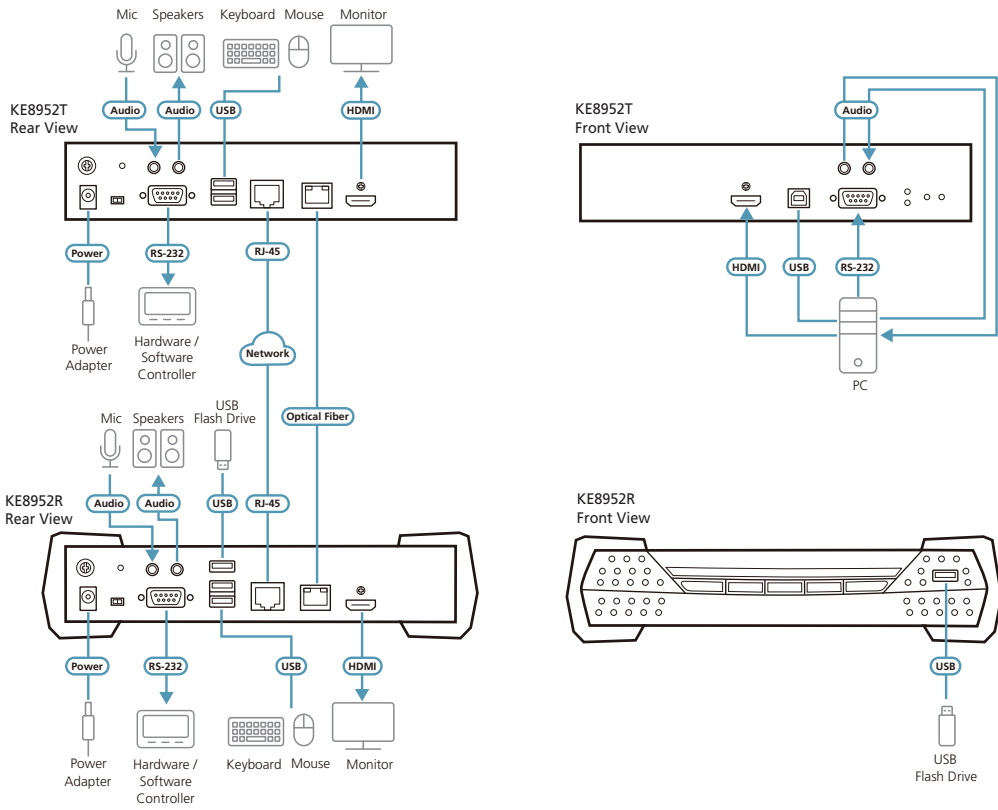 Mic Speakers Keyboard Mouse Monitor
KE8952T
Rear View
Audio Audio USB HDMI
Power RS-232 RJ-45
Power
Adapter
Hardware /
Software
Controller
Network
Optical Fiber
KE8952T
Front View
Audio
HDMI USB RS-232
PC
Mic Speakers
USB
Flash Drive
KE8952R
Rear View
Audio Audio USB RJ-45
Power RS-232 USB HDMI
Power
Adapter
Hardware /
Software
Controller
Keyboard Mouse Monitor
KE8952R
Front View
USB
USB
Flash Drive